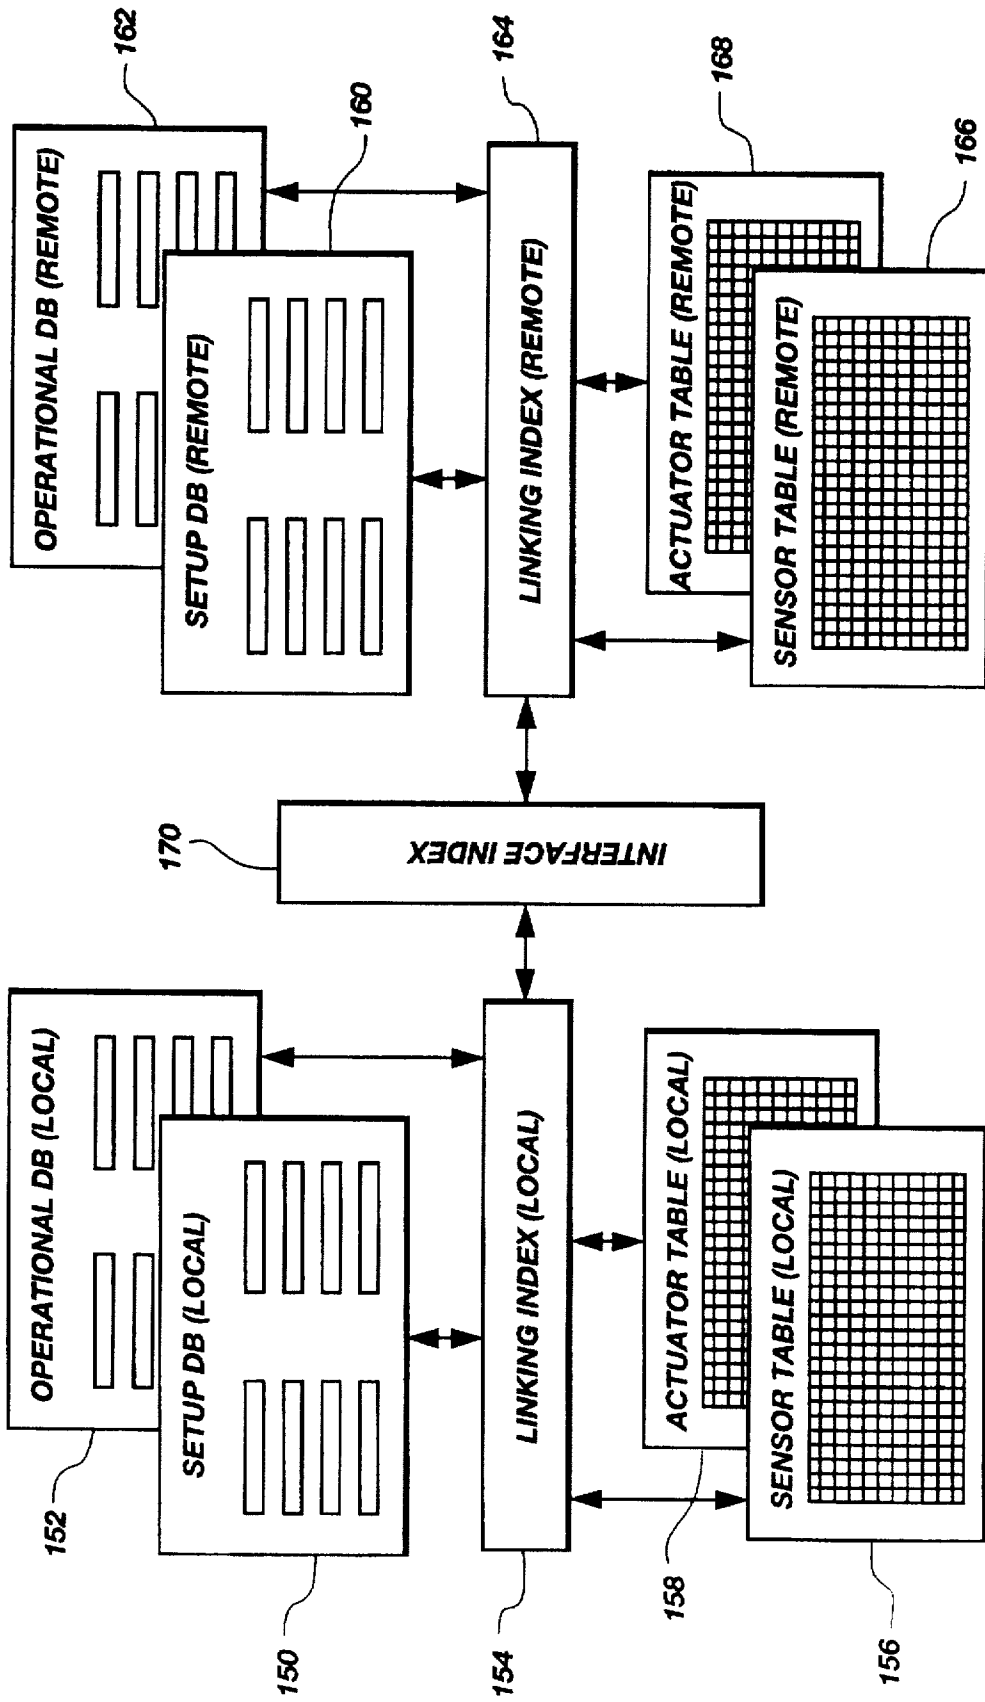 152
OPERATIONAL DB (LOCAL)
150
SETUP DB (LOCAL)
154
LINKING INDEX (LOCAL)
158
ACTUATOR TABLE (LOCAL)
156
SENSOR TABLE (LOCAL)
170
INTERFACE INDEX
OPERATIONAL DB (REMOTE)
162
SETUP DB (REMOTE)
160
LINKING INDEX (REMOTE)
164
ACTUATOR TABLE (REMOTE)
168
SENSOR TABLE (REMOTE)
166